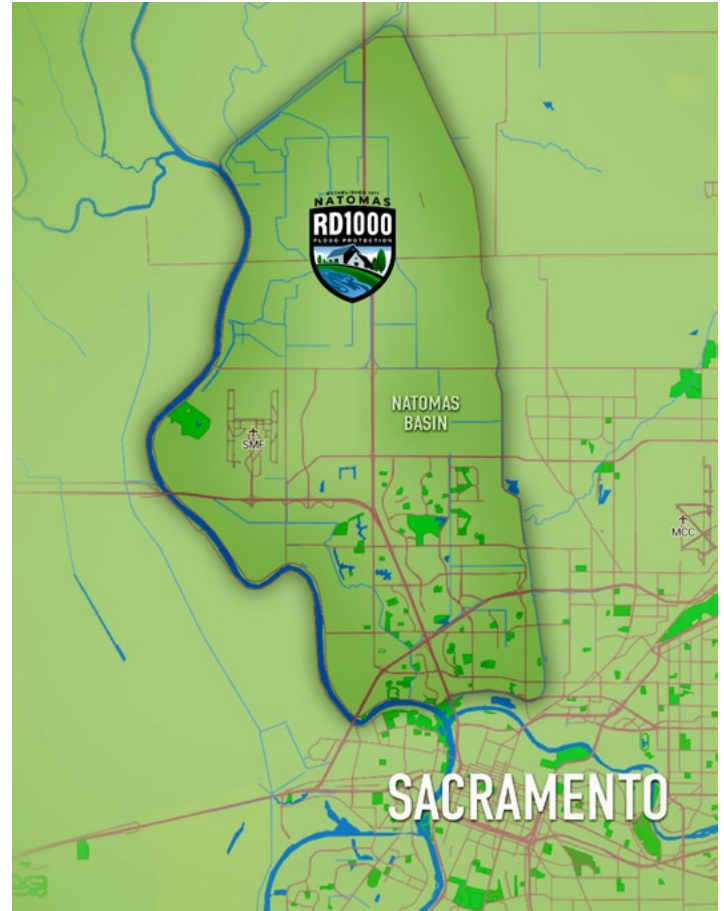 ESTABLISHED 1911
NATOMAS
RD1000
FLOOD PROTECTION
NATOMAS
BASIN
SMF
MCC
SACRAMENTO